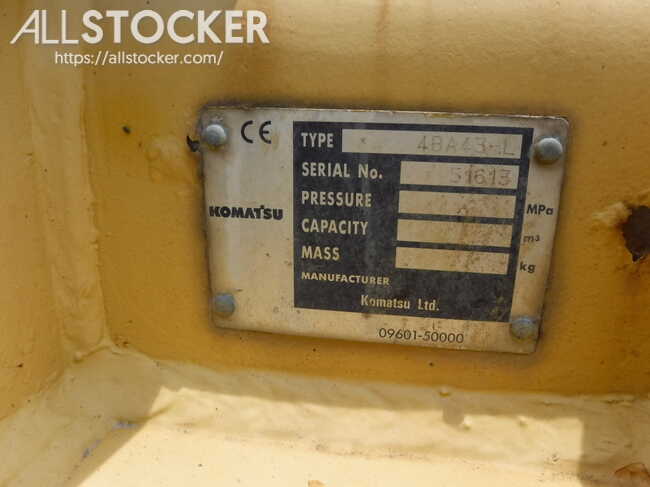 ALLSTOCKER
https://allstocker.com/
CE
TYPE 4BA43-L
SERIAL No. 51613
KOMATSU
PRESSURE MPa
CAPACITY m³
MASS kg
MANUFACTURER
Komatsu Ltd.
09601-50000